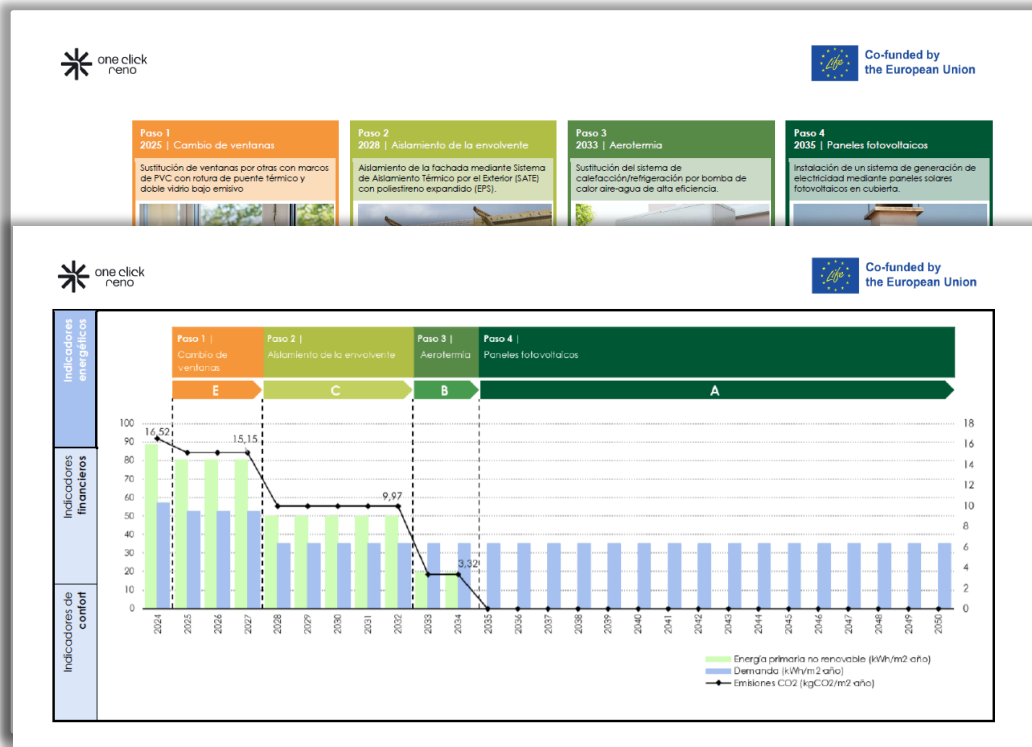 one click
reno
Co-funded by
the European Union
Paso 1
2025 | Cambio de ventanas
Sustitución de ventanas por otras con marcos
de PVC con rotura de puente térmico y
doble vidrio bajo emisivo
Paso 2
2028 | Aislamiento de la envolvente
Aislamiento de la fachada mediante Sistema
de Aislamiento Térmico por el Exterior (SATE)
con poliestireno expandido (EPS).
Paso 3
2033 | Aerotermia
Sustitución del sistema de
calefacción/refrigeración por bomba de
calor aire-agua de alta eficiencia.
Paso 4
2035 | Paneles fotovoltaicos
Instalación de un sistema de generación de
electricidad mediante paneles solares
fotovoltaicos en cubierta.
one click
reno
Co-funded by
the European Union
Indicadores
energéticos
Indicadores
financieros
Indicadores de
confort
Paso 1 |
Cambio de
ventanas
Paso 2 |
Aislamiento de la envolvente
Paso 3 |
Aerotermia
Paso 4 |
Paneles fotovoltaicos
E
C
B
A
100
90
80
70
60
50
40
30
20
10
0
16,52
15,15
9,97
3,32
18
16
14
12
10
8
6
4
2
0
2024
2025
2026
2027
2028
2029
2030
2031
2032
2033
2034
2035
2036
2037
2038
2039
2040
2041
2042
2043
2044
2045
2046
2047
2048
2049
2050
Energía primaria no renovable (kWh/m2·año)
Demanda (kWh/m2·año)
Emisiones CO2 (kgCO2/m2·año)